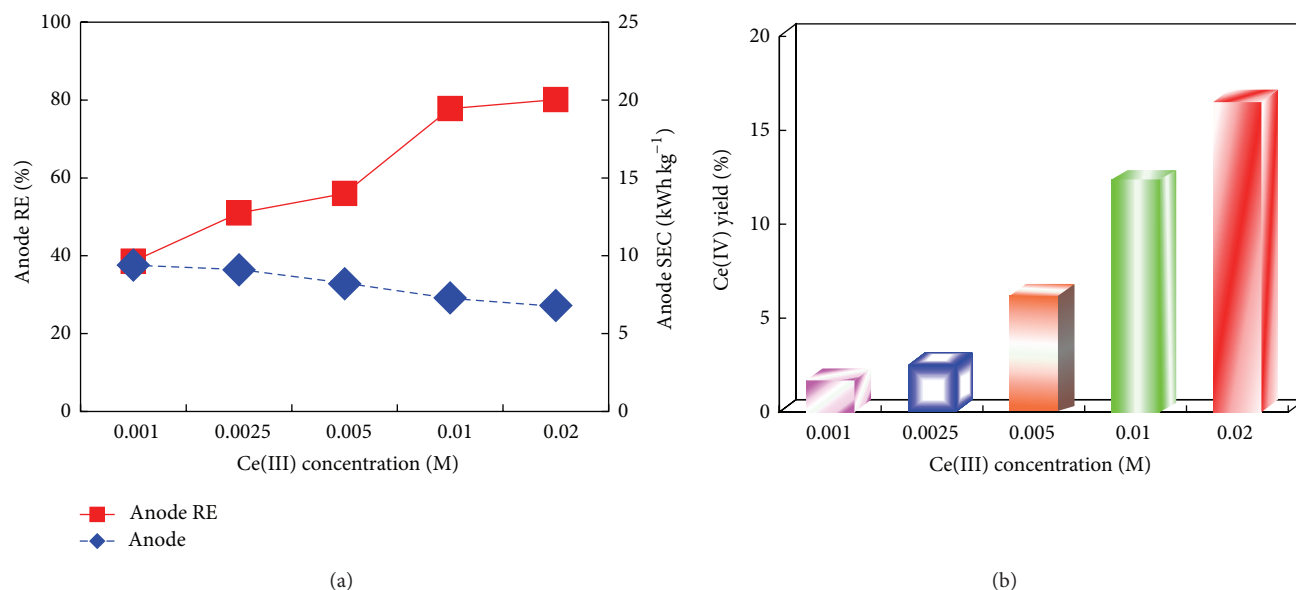 100
80
60
40
20
0
Anode RE (%)
25
20
15
10
5
0
Anode SEC (kWh kg−1)
0.001 0.0025 0.005 0.01 0.02
Ce(III) concentration (M)
Anode RE
Anode
(a)
20
15
10
5
0
Ce(IV) yield (%)
0.001 0.0025 0.005 0.01 0.02
Ce(III) concentration (M)
(b)